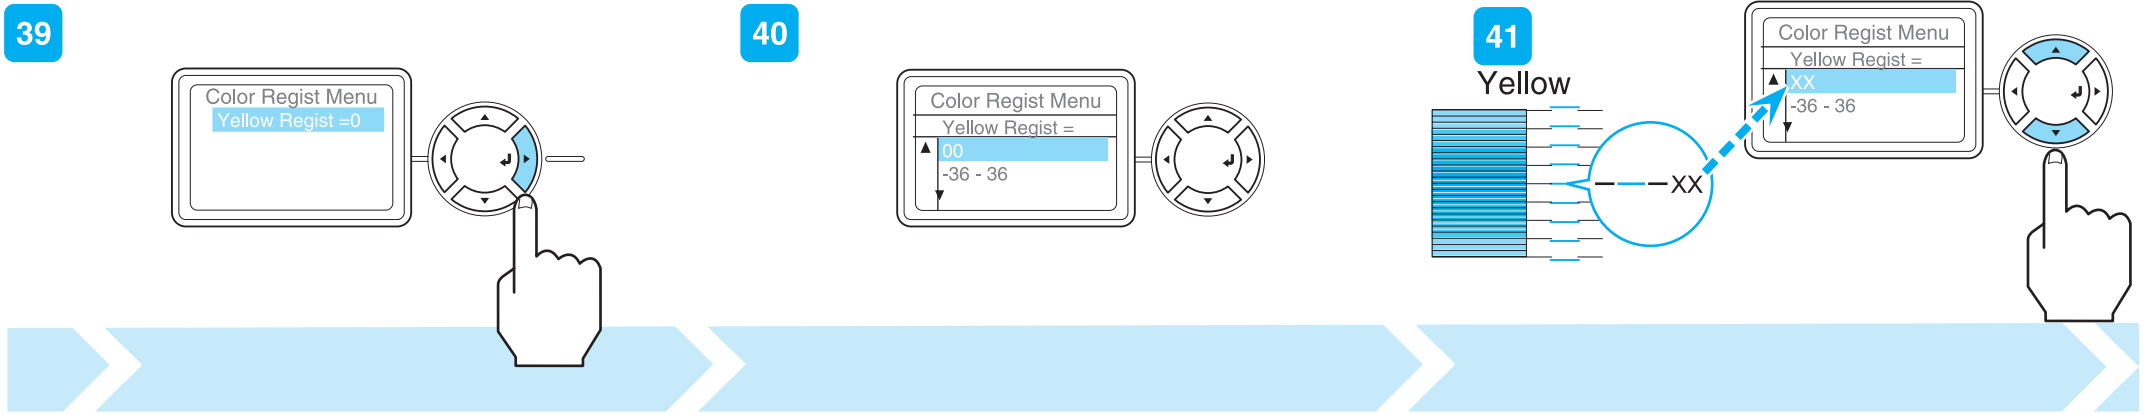 39
Color Regist Menu
Yellow Regist =0
40
Color Regist Menu
Yellow Regist =
00
-36 - 36
41
Yellow
XX
Color Regist Menu
Yellow Regist =
XX
-36 - 36